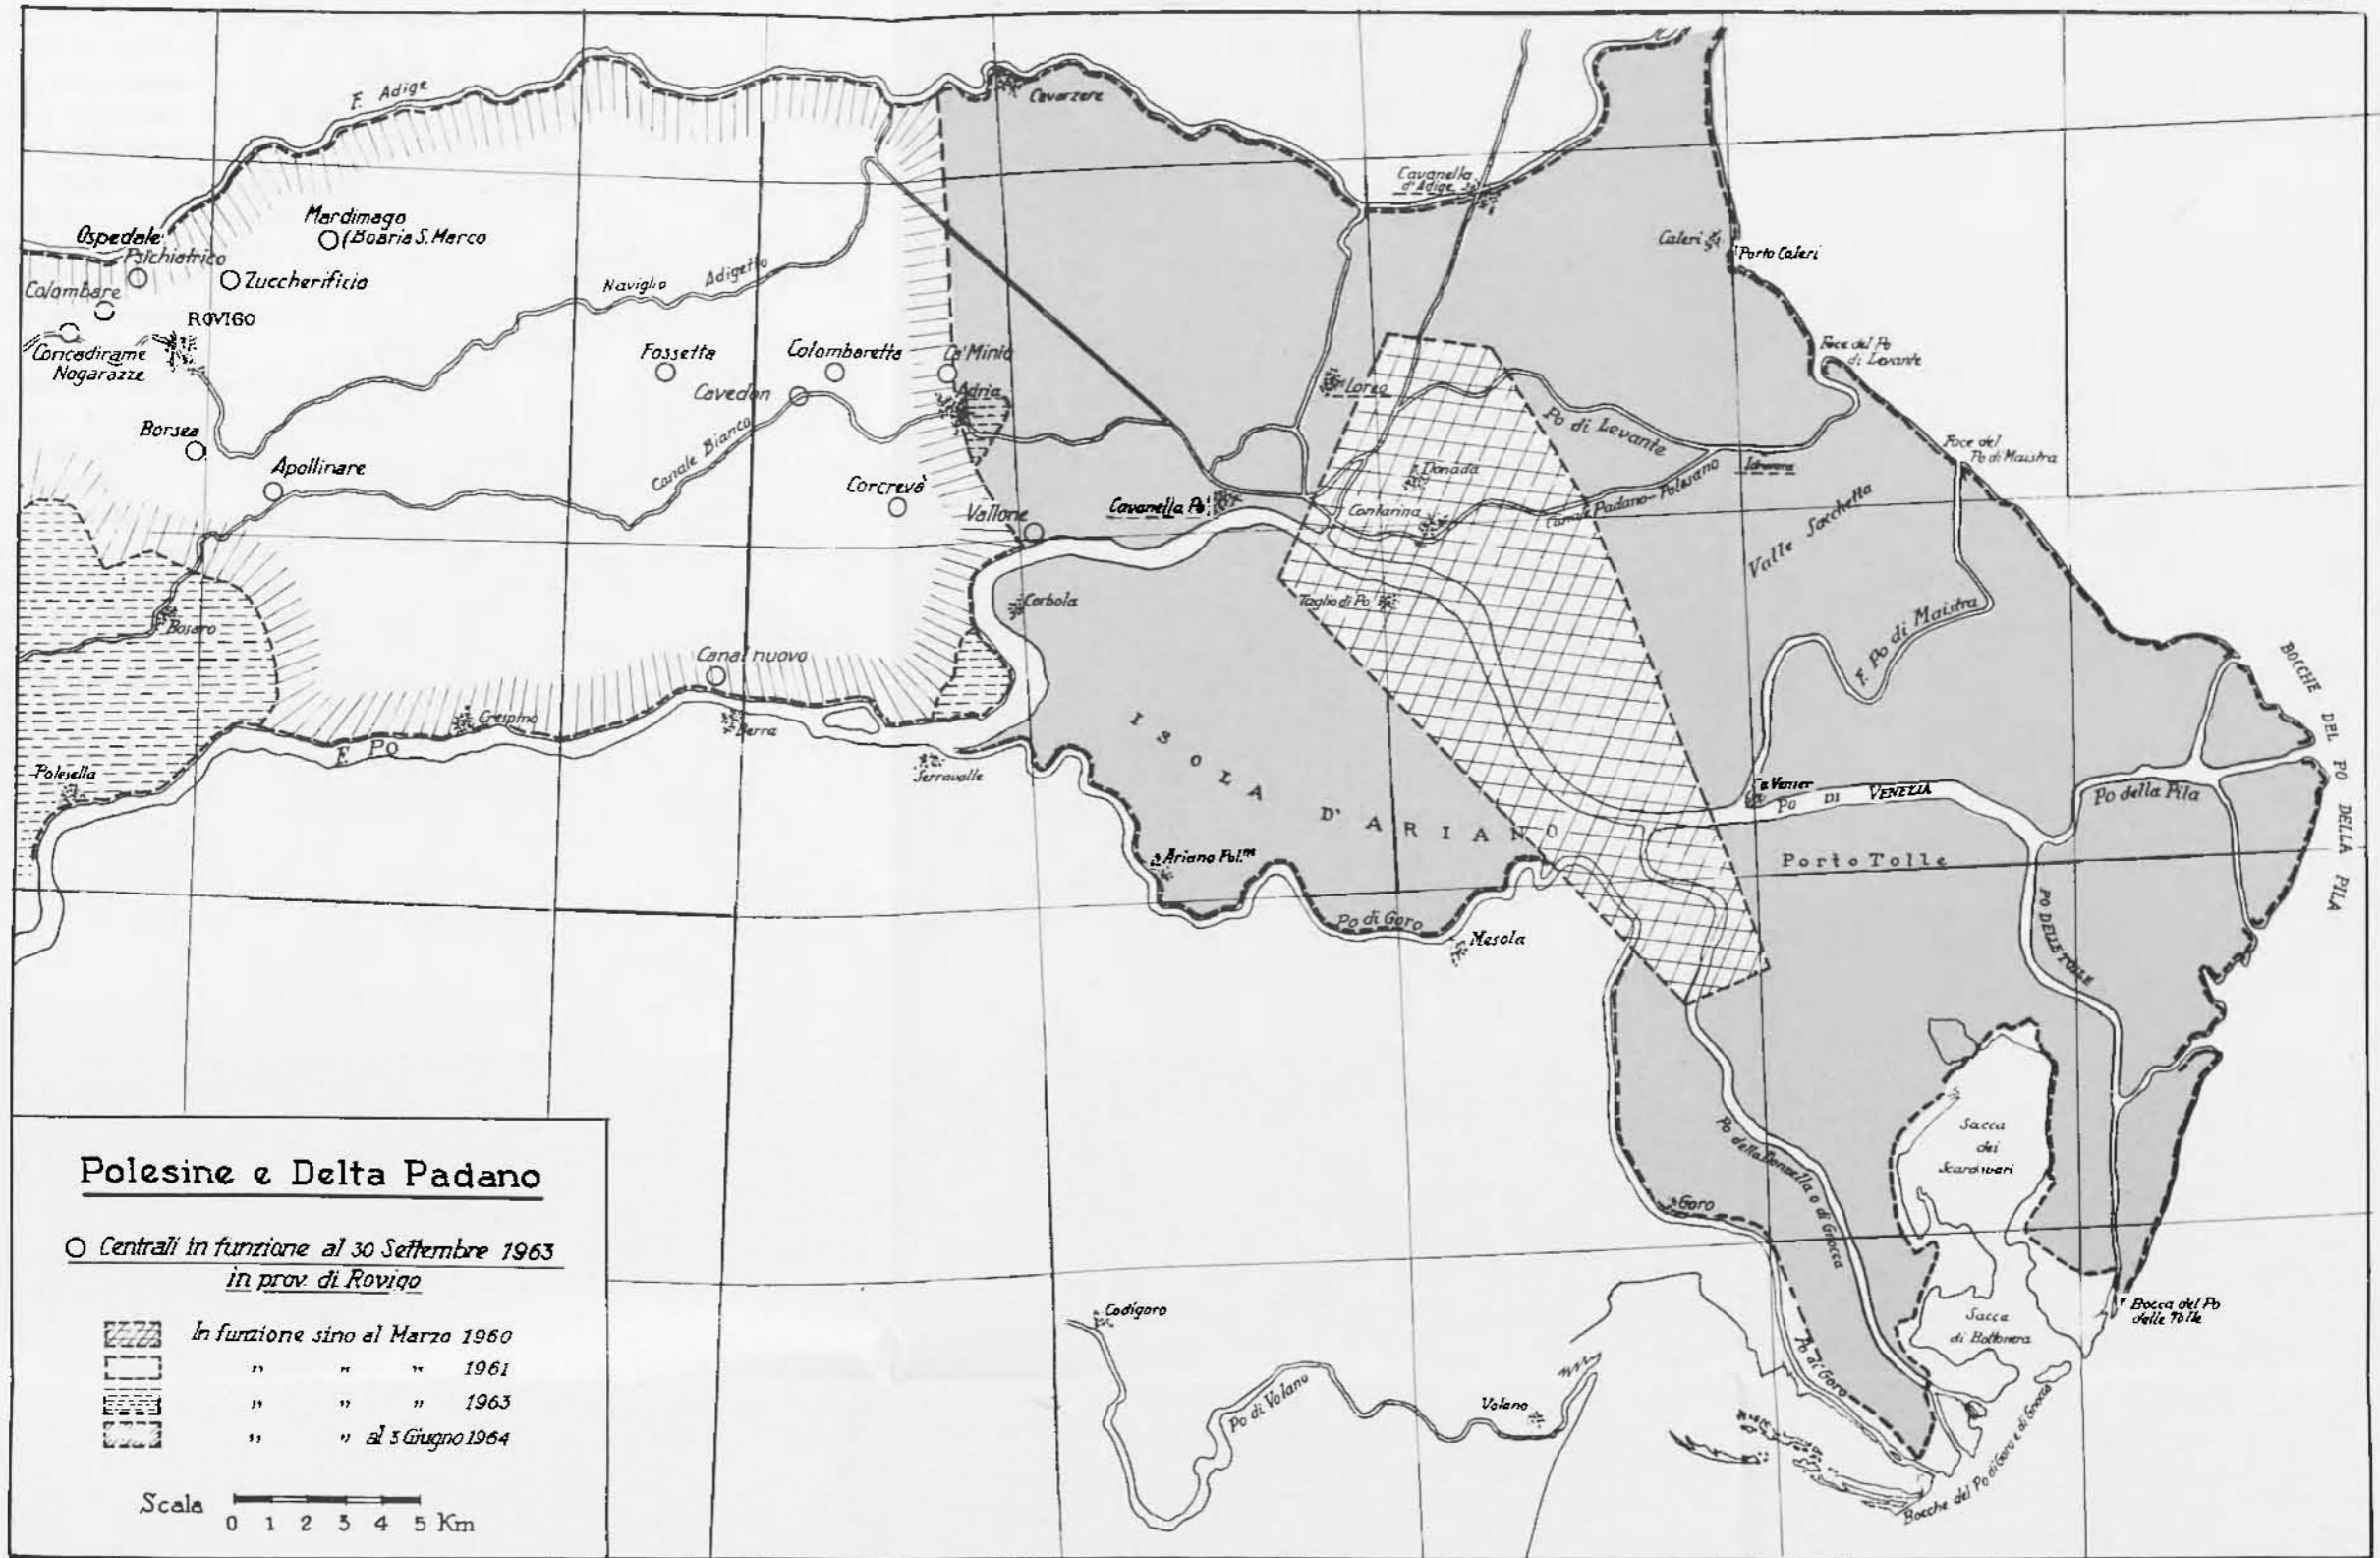 F. Adige
Cavarzere
Cavanella
d'Adige
Mardimago
(Boaria S. Marco
Ospedale
Psichiatrico
Zuccherificio
Colombare
ROVIGO
Concadirame
Nogarazze
Naviglio Adigetto
Caleri
Porto Caleri
Foce del Po
di Levante
Fossetta
Colombaretta
Ca' Minio
Cavedon
Adria
Loreo
Po di Levante
Foce del
Po di Maistra
Borsea
Apollinare
Canale Bianco
Corcrevà
Vallone
Cavanella Po
Donada
Contarina
Canale Padano-Polesano
Idrovora
Valle Sacchetta
Bosaro
Corbola
Taglio di Po
F. Po di Maistra
Canal nuovo
Crespino
Berra
F. Po
Serravalle
Polesella
ISOLA D'ARIANO
BOCCHE DEL PO DELLA PILA
Ca Venier
PO DI VENEZIA
Po della Pila
Porto Tolle
Ariano Pol.
Po di Goro
Mesola
PO DELLE TOLLE
Po della Donzella o di Gnocca
Sacca
dei
Scardovari
Goro
Sacca
di Bottonera
Bocca del Po
delle Tolle
Po di Goro
Bocche del Po di Goro e di Gnocca
Codigoro
Po di Volano
Volano
Polesine e Delta Padano
Centrali in funzione al 30 Settembre 1963
in prov. di Rovigo
In funzione sino al Marzo 1960
" " " 1961
" " " 1963
" " al 3 Giugno 1964
Scala
0 1 2 3 4 5 Km